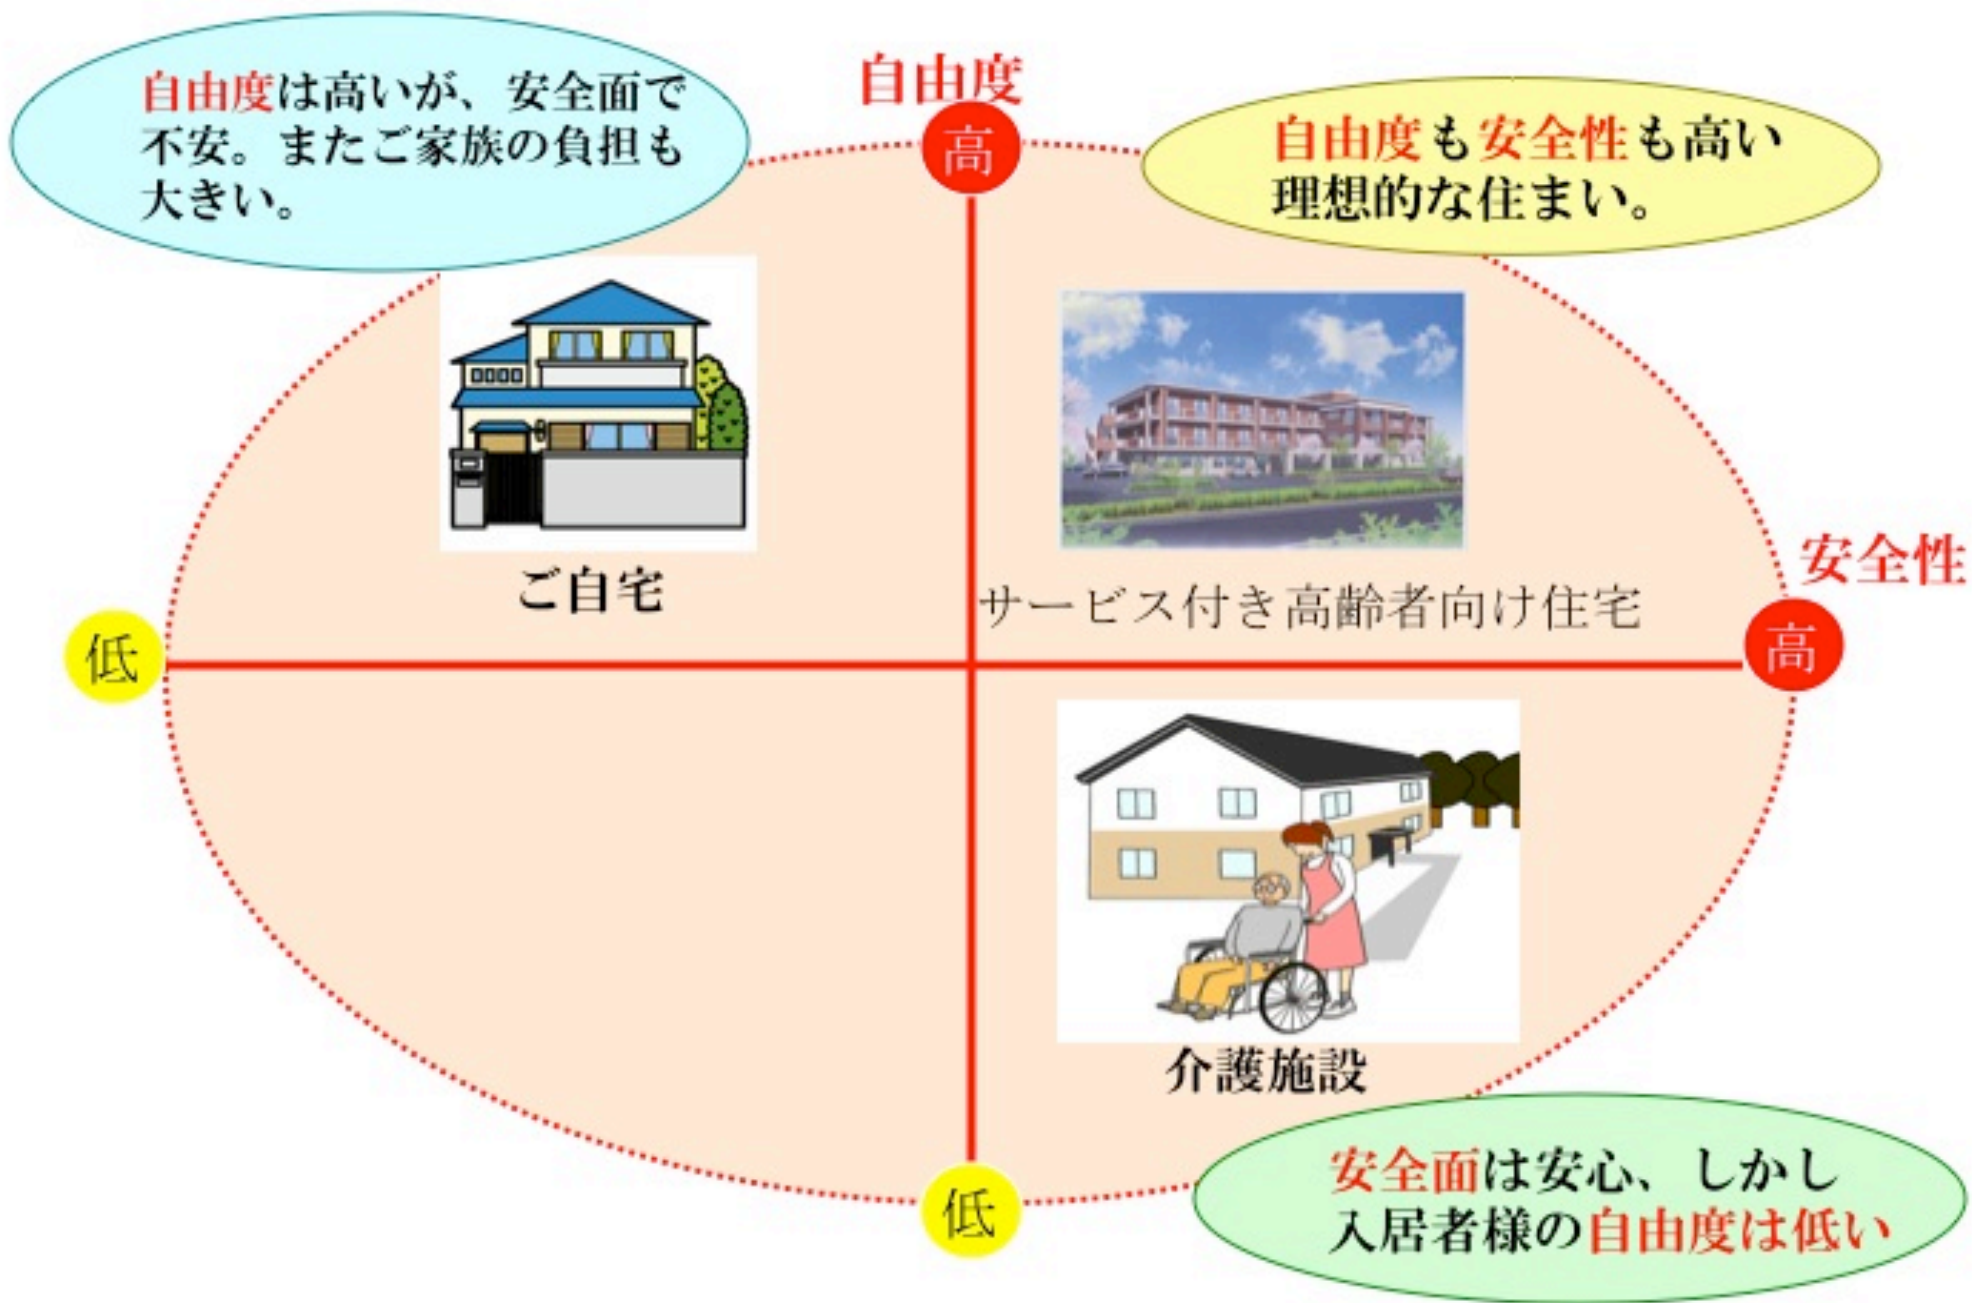 自由度は高いが、安全面で
不安。またご家族の負担も
大きい。
自由度
高
自由度も安全性も高い
理想的な住まい。
ご自宅
サービス付き高齢者向け住宅
安全性
低
高
介護施設
低
安全面は安心、しかし
入居者様の自由度は低い